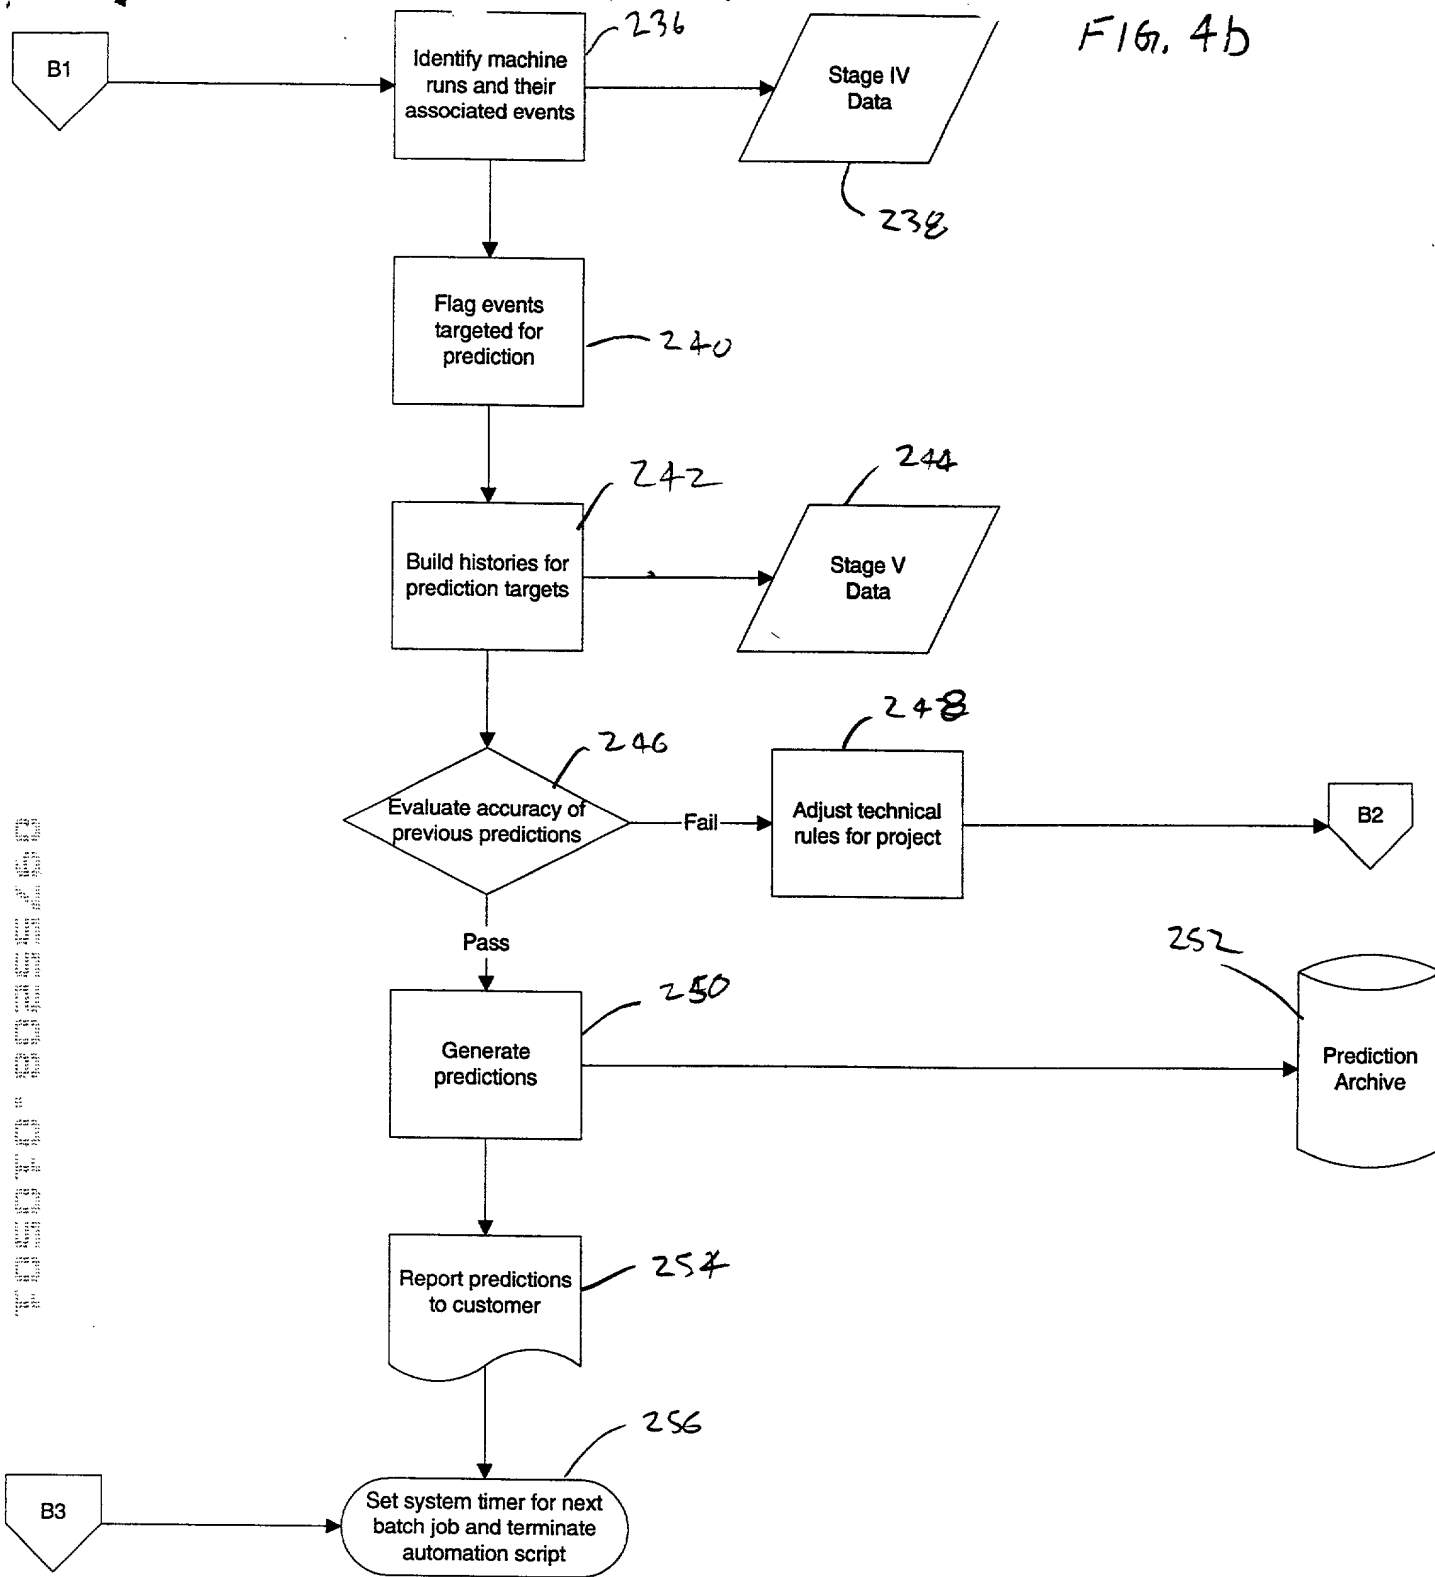 FIG. 4b
236
B1
Identify machine
runs and their
associated events
Stage IV
Data
238
Flag events
targeted for
prediction
240
242
244
Build histories for
prediction targets
Stage V
Data
246
248
Evaluate accuracy of
previous predictions
Fail
Adjust technical
rules for project
B2
Pass
250
252
Generate
predictions
Prediction
Archive
Report predictions
to customer
254
256
B3
Set system timer for next
batch job and terminate
automation script